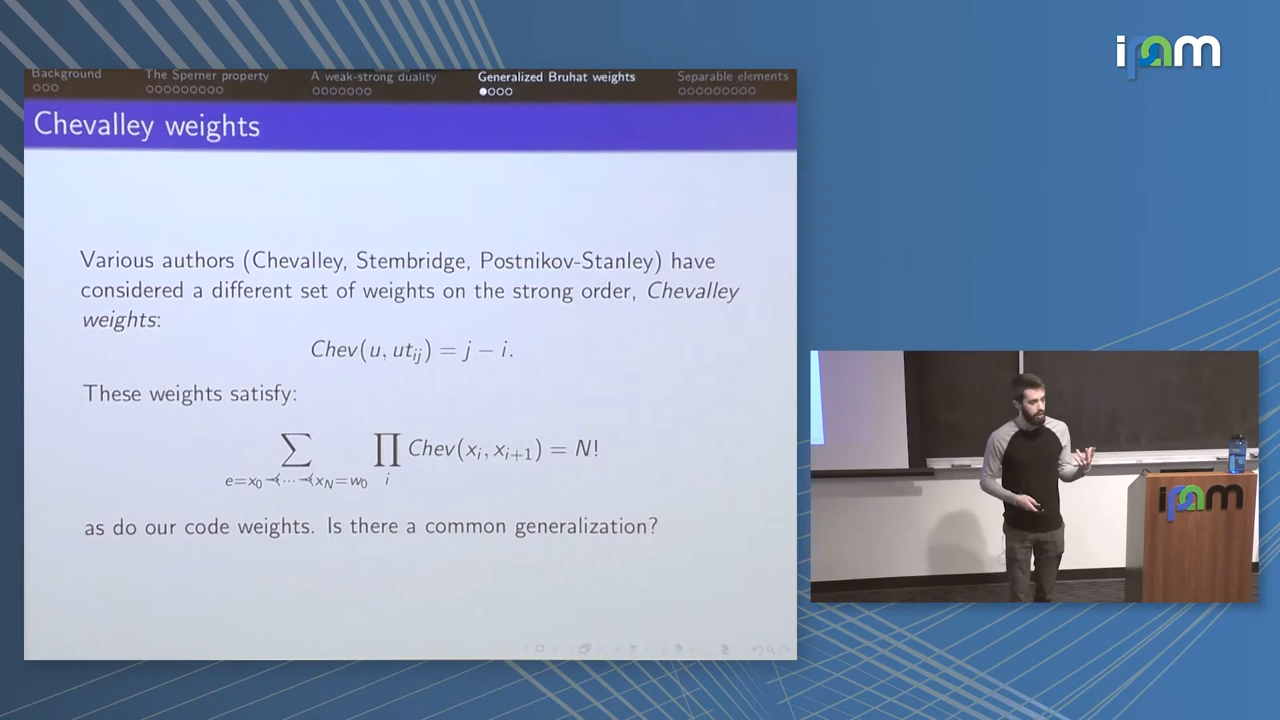 ipam
Background The Sperner property A weak-strong duality Generalized Bruhat weights Separable elements
Chevalley weights
Various authors (Chevalley, Stembridge, Postnikov-Stanley) have
considered a different set of weights on the strong order, Chevalley
weights:
Chev(u, ut_{ij}) = j − i.
These weights satisfy:
∑_{e=x_0⋖⋯⋖x_N=w_0} ∏_i Chev(x_i, x_{i+1}) = N!
as do our code weights. Is there a common generalization?
ipam